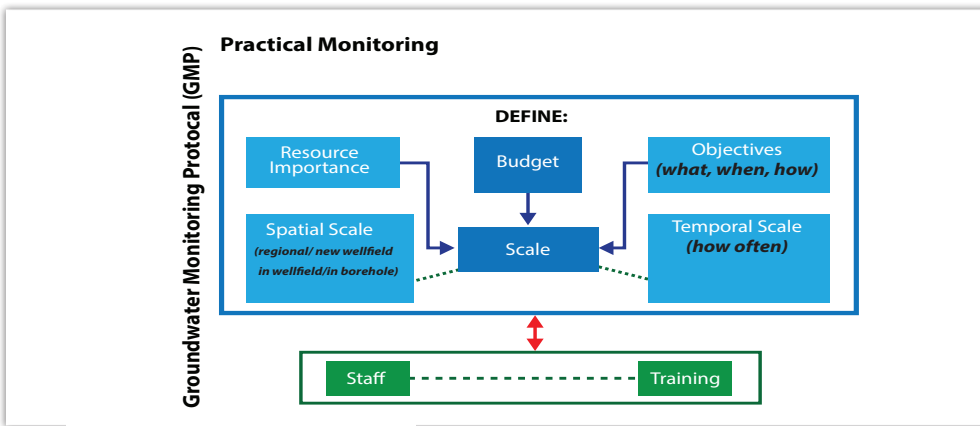 Practical Monitoring
Groundwater Monitoring Protocal (GMP)
DEFINE:
Resource
Importance
Budget
Objectives
(what, when, how)
Spatial Scale
(regional/ new wellfield
in wellfield/in borehole)
Scale
Temporal Scale
(how often)
Staff
Training